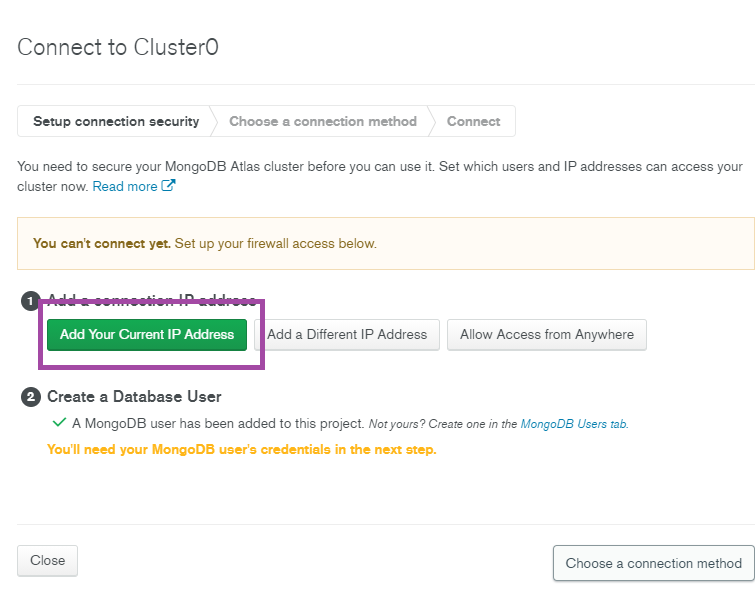 Connect to Cluster0
Setup connection security
Choose a connection method
Connect
You need to secure your MongoDB Atlas cluster before you can use it. Set which users and IP addresses can access your
cluster now. Read more
You can't connect yet. Set up your firewall access below.
1 Add a connection IP address
Add Your Current IP Address
Add a Different IP Address
Allow Access from Anywhere
2 Create a Database User
A MongoDB user has been added to this project. Not yours? Create one in the MongoDB Users tab.
You'll need your MongoDB user's credentials in the next step.
Close
Choose a connection method